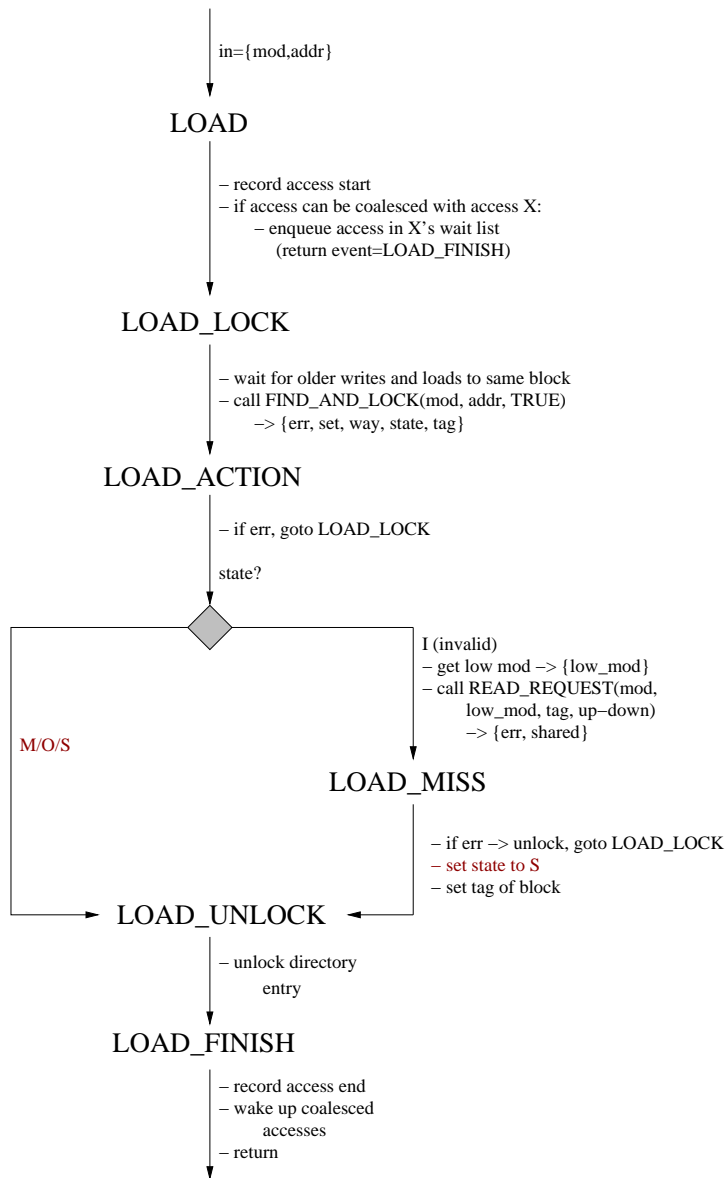 in={mod,addr}
LOAD
− record access start
− if access can be coalesced with access X:
− enqueue access in X’s wait list
(return event=LOAD_FINISH)
LOAD_LOCK
− wait for older writes and loads to same block
− call FIND_AND_LOCK(mod, addr, TRUE)
−> {err, set, way, state, tag}
LOAD_ACTION
− if err, goto LOAD_LOCK
state?
I (invalid)
− get low mod −> {low_mod}
− call READ_REQUEST(mod,
low_mod, tag, up−down)
−> {err, shared}
M/O/S
LOAD_MISS
− if err −> unlock, goto LOAD_LOCK
− set state to S
− set tag of block
LOAD_UNLOCK
− unlock directory
entry
LOAD_FINISH
− record access end
− wake up coalesced
accesses
− return